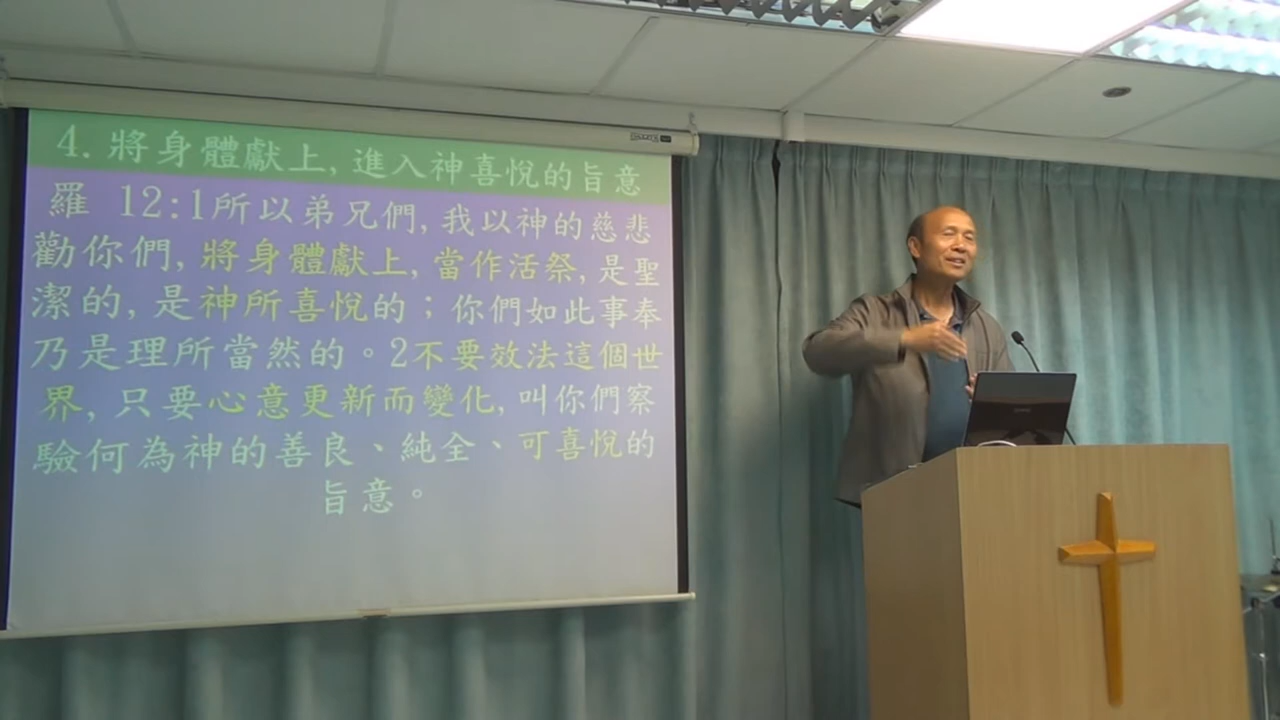 4. 將身體獻上, 進入神喜悅的旨意
羅 12:1所以弟兄們, 我以神的慈悲
勸你們, 將身體獻上, 當作活祭, 是聖
潔的, 是神所喜悅的；你們如此事奉
乃是理所當然的。2不要效法這個世
界, 只要心意更新而變化, 叫你們察
驗何為神的善良、純全、可喜悅的
旨意。